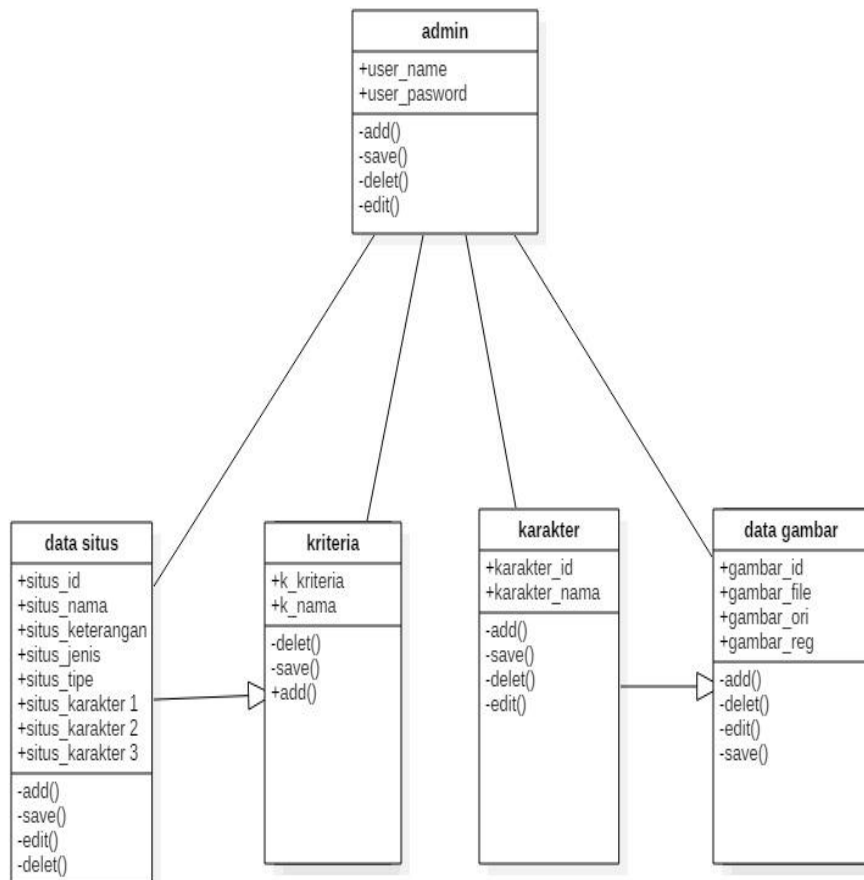 admin
+user_name
+user_pasword
-add()
-save()
-delet()
-edit()
data situs
+situs_id
+situs_nama
+situs_keterangan
+situs_jenis
+situs_tipe
+situs_karakter 1
+situs_karakter 2
+situs_karakter 3
-add()
-save()
-edit()
-delet()
kriteria
+k_kriteria
+k_nama
-delet()
-save()
+add()
karakter
+karakter_id
+karakter_nama
-add()
-save()
-delet()
-edit()
data gambar
+gambar_id
+gambar_file
+gambar_ori
+gambar_reg
-add()
-delet()
-edit()
-save()